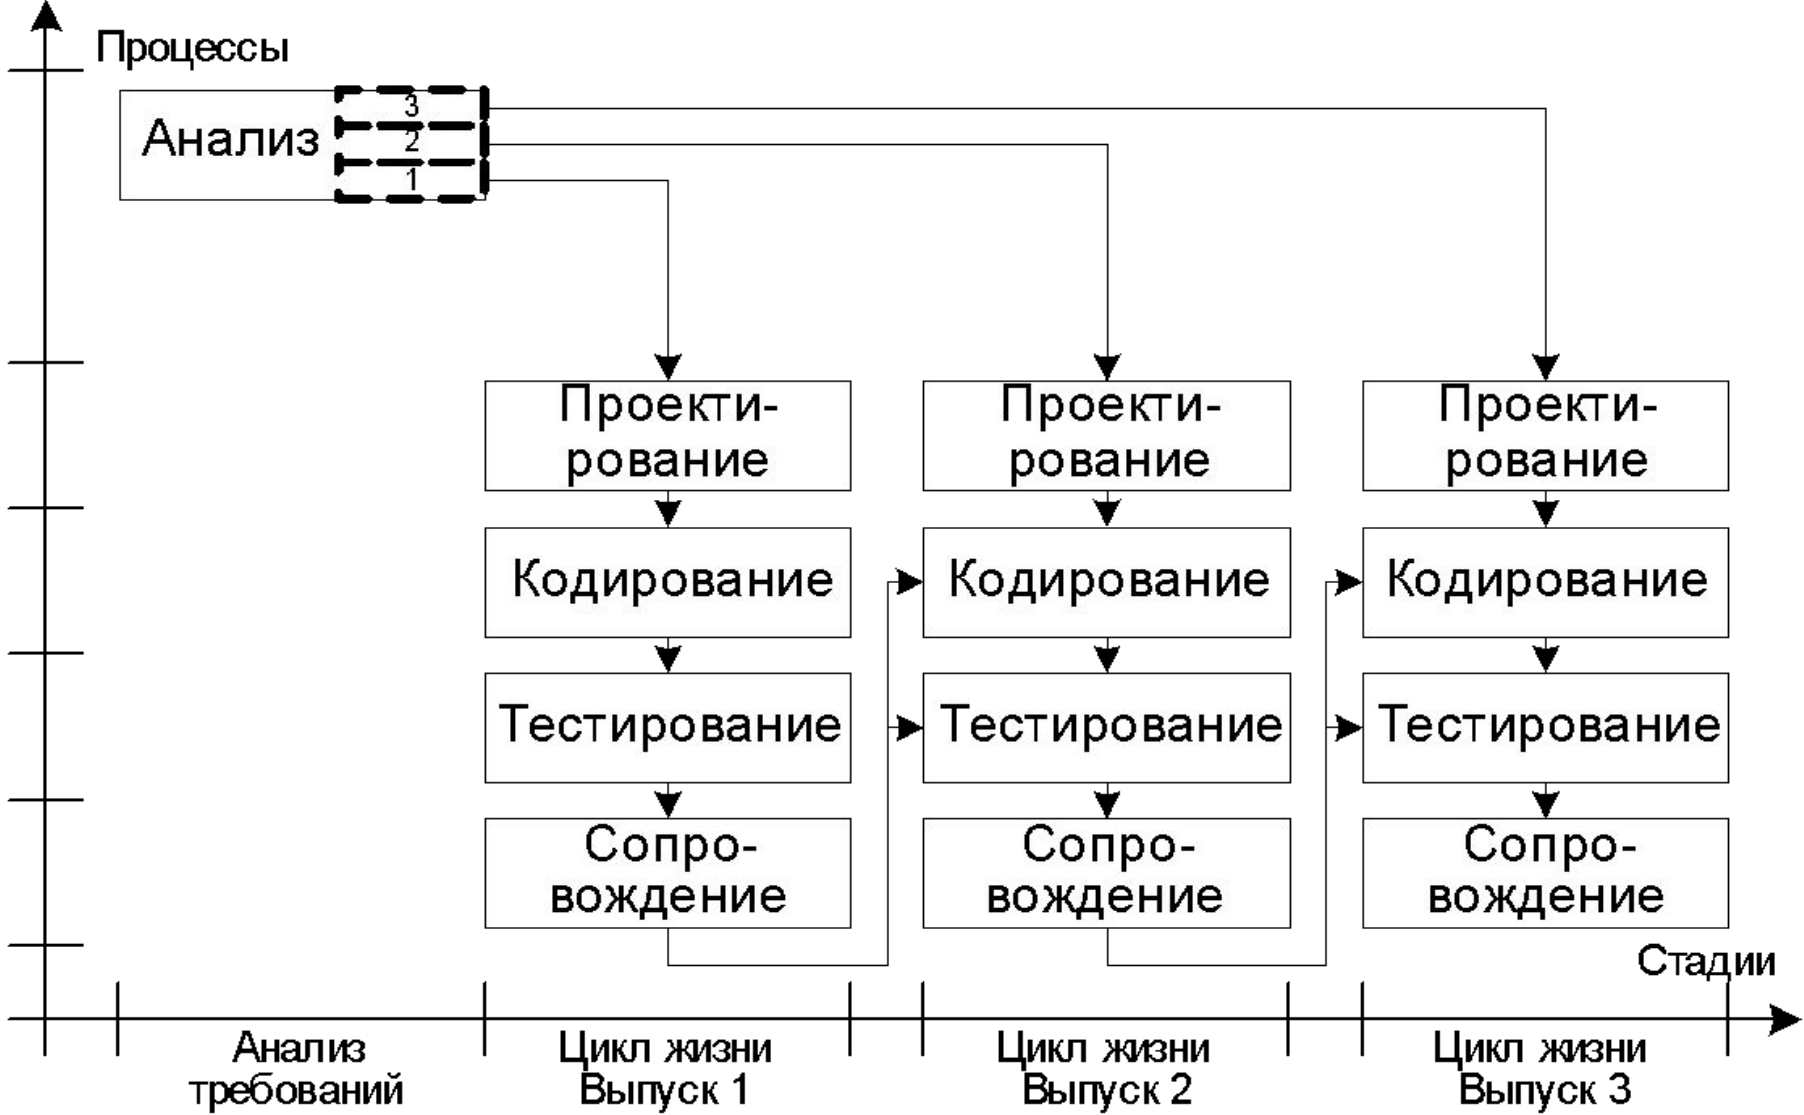 Процессы
3
Анализ
2
1
Проекти-
рование
Проекти-
рование
Проекти-
рование
Кодирование
Кодирование
Кодирование
Тестирование
Тестирование
Тестирование
Сопро-
вождение
Сопро-
вождение
Сопро-
вождение
Стадии
Анализ
требований
Цикл жизни
Выпуск 1
Цикл жизни
Выпуск 2
Цикл жизни
Выпуск 3